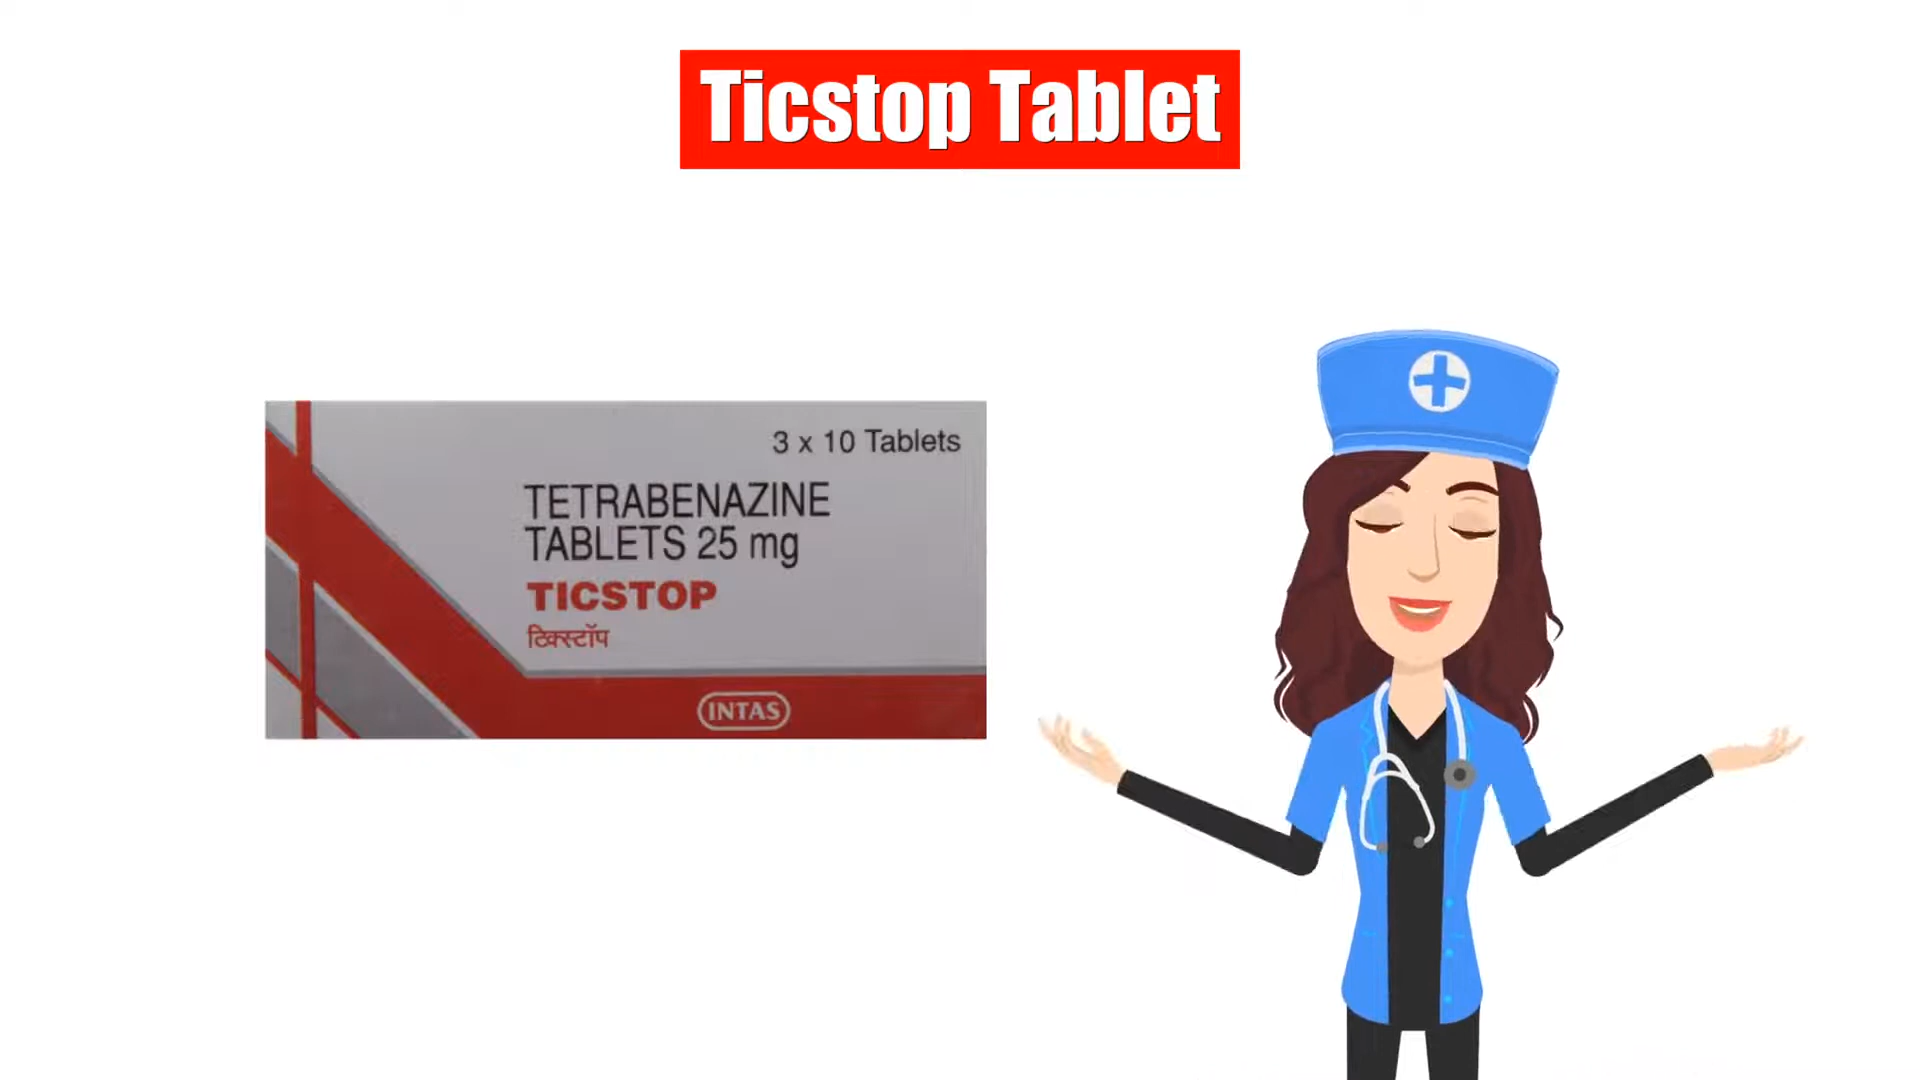 Ticstop Tablet
3 x 10 Tablets
TETRABENAZINE
TABLETS 25 mg
TICSTOP
टिक्स्टॉप
INTAS